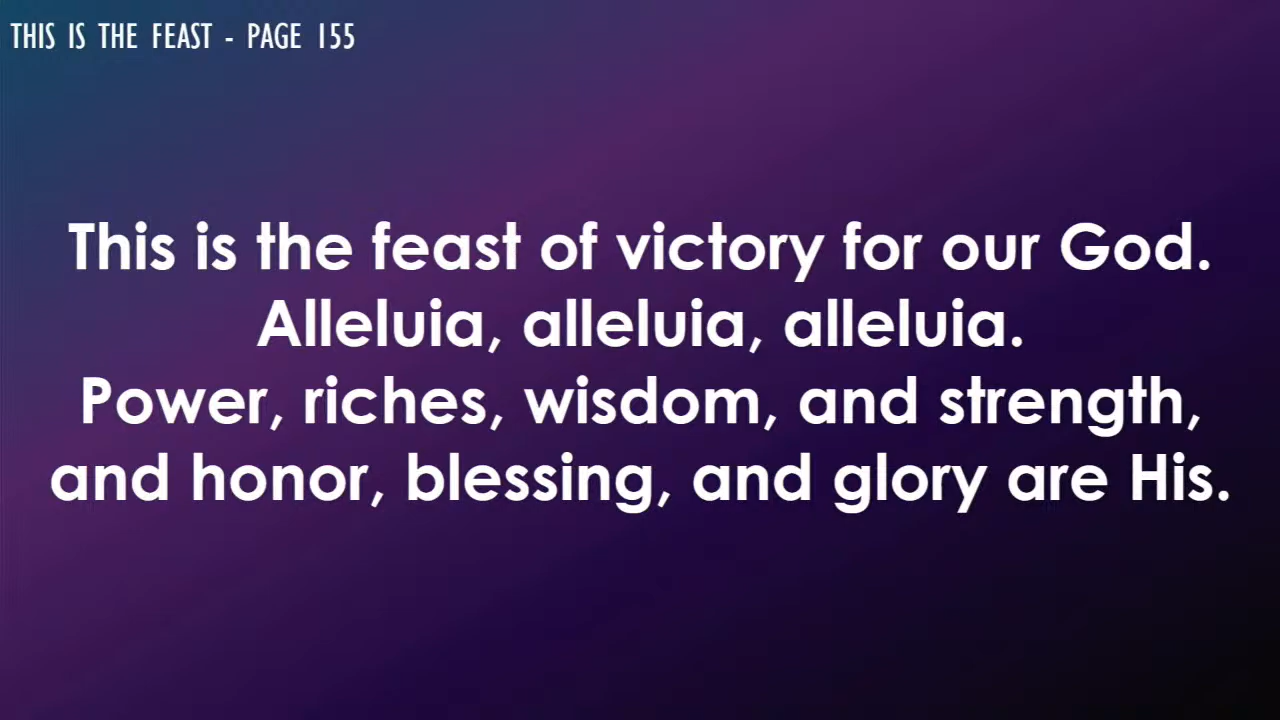 THIS IS THE FEAST - PAGE 155
This is the feast of victory for our God.
Alleluia, alleluia, alleluia.
Power, riches, wisdom, and strength,
and honor, blessing, and glory are His.